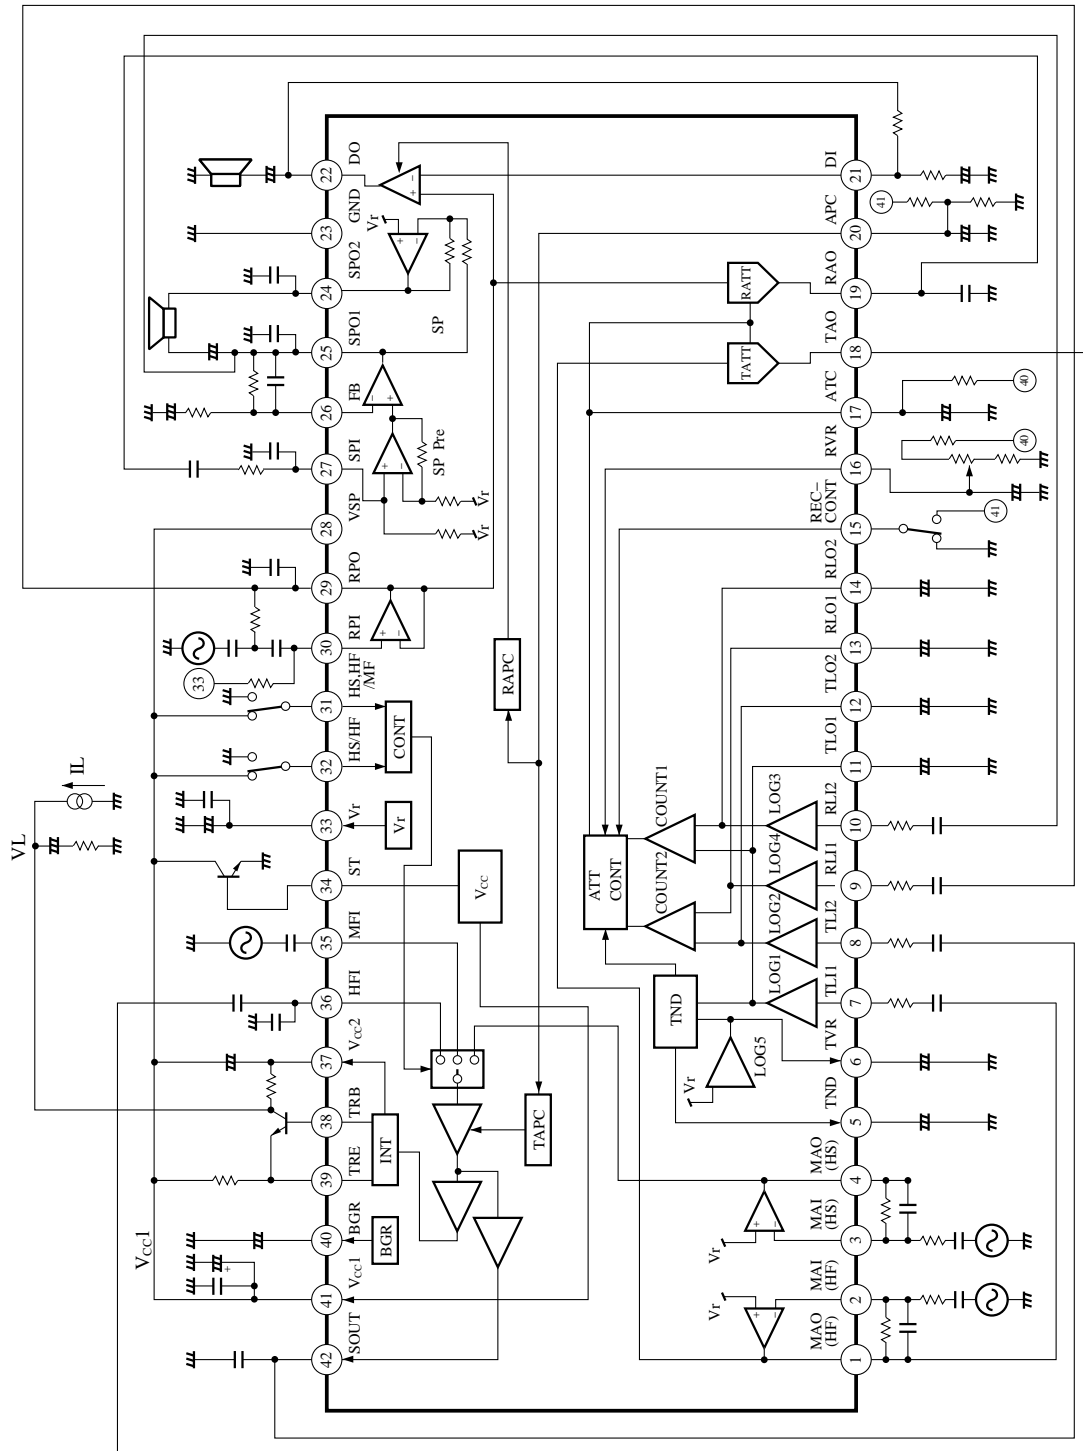 22
DO
23
GND
24
SPO2
25
SPO1
26
FB
27
SPI
28
VSP
29
RPO
30
RPI
31
HS,HF
/MF
32
HS/HF
33
Vr
34
ST
35
MFI
36
HFI
37
VCC2
38
TRB
39
TRE
40
BGR
41
VCC1
42
SOUT
VL
IL
VCC1
33
+
Vr
+
−
+
−
SP
−
+
+
−
SP Pre
Vr
Vr
+
−
RAPC
CONT
Vr
VCC
INT
BGR
TAPC
RATT
TATT
ATT
CONT
COUNT1
COUNT2
LOG3
LOG4
LOG2
LOG1
LOG5
TND
Vr
Vr
+
−
Vr
+
−
DI
21
APC
20
RAO
19
TAO
18
ATC
17
RVR
16
REC−
CONT
15
RLO2
14
RLO1
13
TLO2
12
TLO1
11
RLI2
10
RLI1
9
TLI2
8
TLI1
7
TVR
6
TND
5
MAO
(HS)
4
MAI
(HS)
3
MAI
(HF)
2
MAO
(HF)
1
41
40
40
41